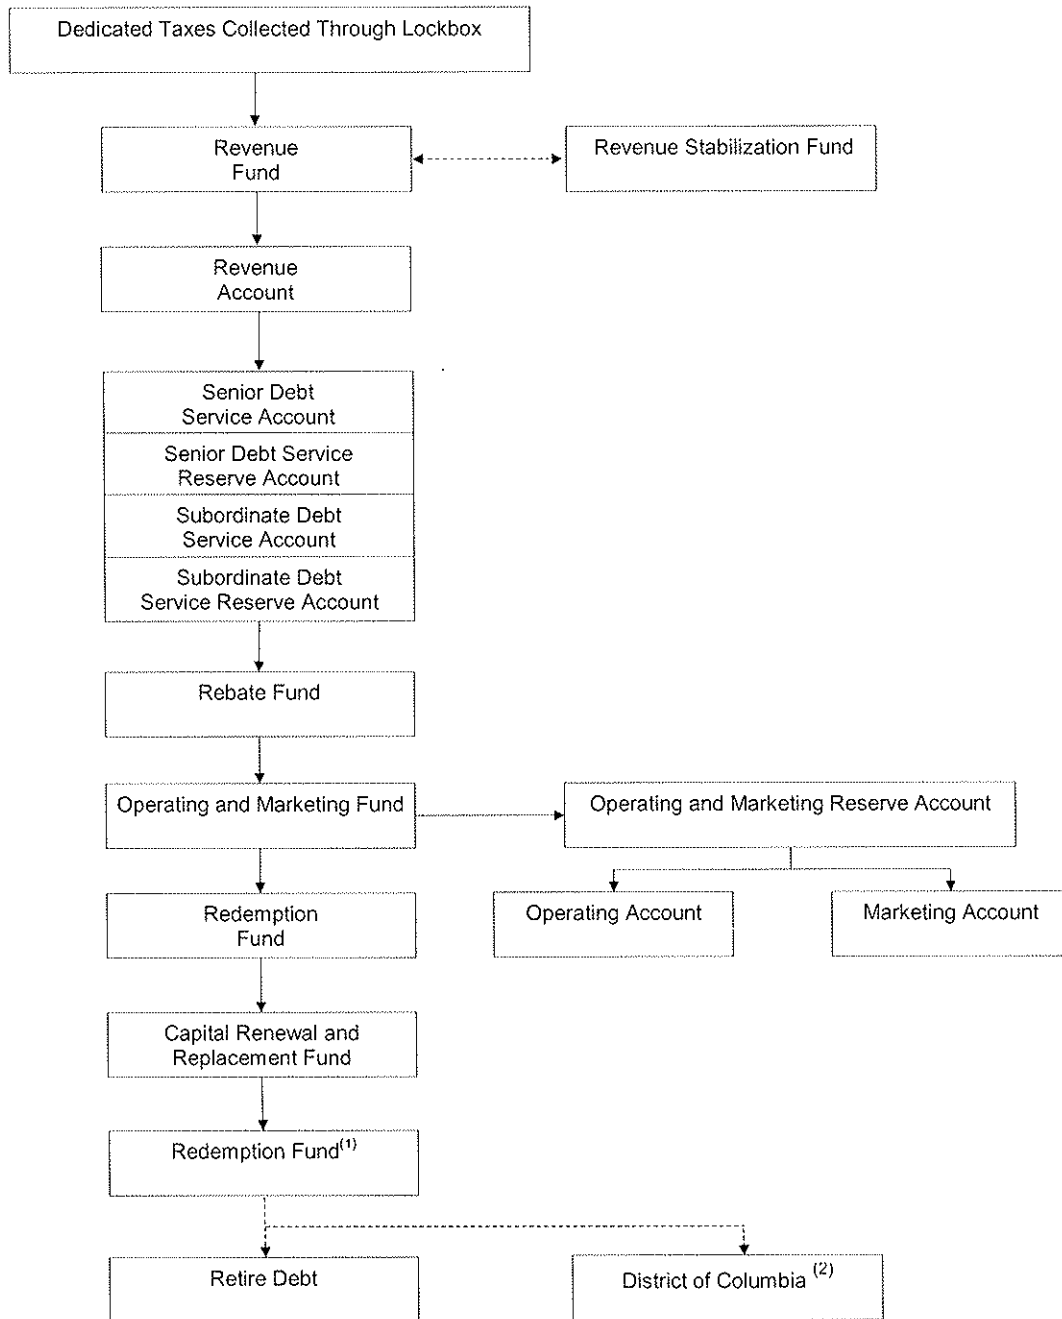 Dedicated Taxes Collected Through Lockbox
Revenue
Fund
Revenue Stabilization Fund
Revenue
Account
Senior Debt
Service Account
Senior Debt Service
Reserve Account
Subordinate Debt
Service Account
Subordinate Debt
Service Reserve Account
Rebate Fund
Operating and Marketing Fund
Operating and Marketing Reserve Account
Redemption
Fund
Operating Account
Marketing Account
Capital Renewal and
Replacement Fund
Redemption Fund(1)
Retire Debt
District of Columbia (2)